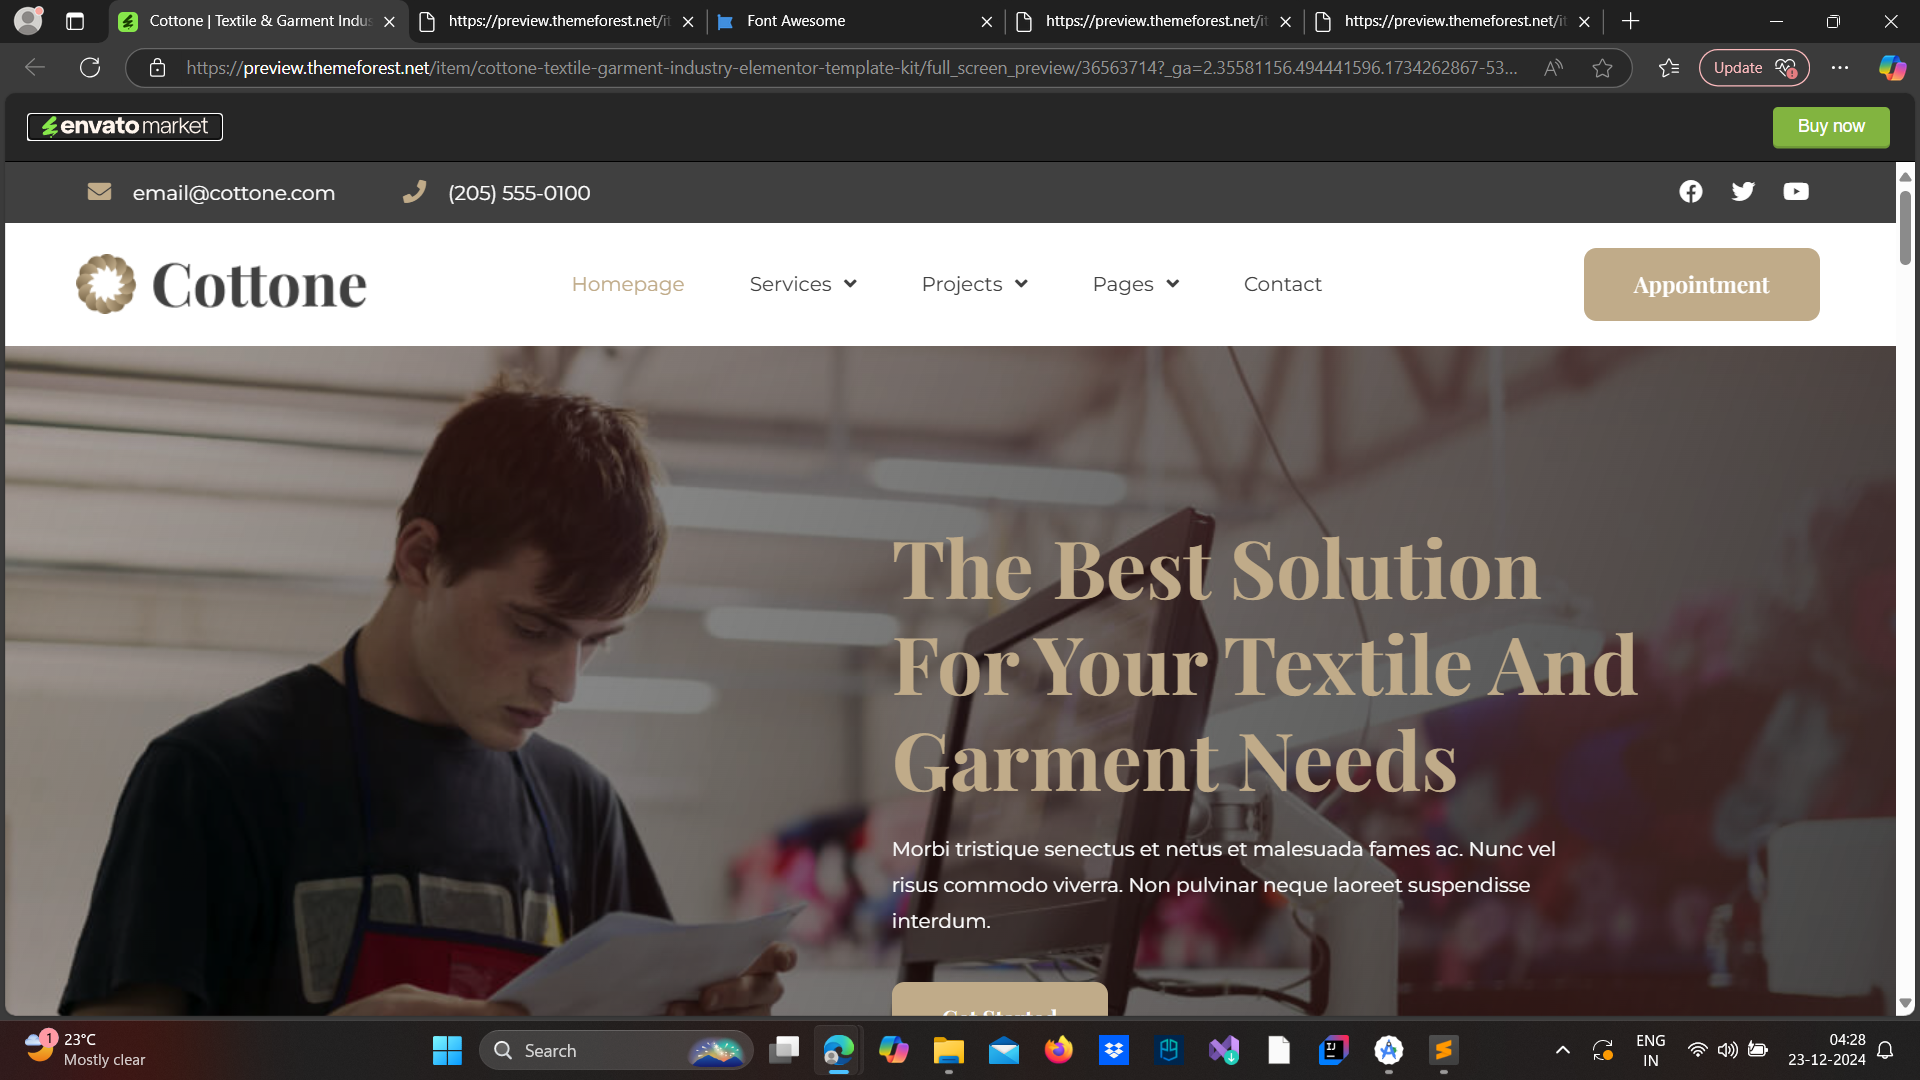 Cottone | Textile & Garment Indus
https://preview.themeforest.net/it
Font Awesome
https://preview.themeforest.net/it
https://preview.themeforest.net/it
https://preview.themeforest.net/item/cottone-textile-garment-industry-elementor-template-kit/full_screen_preview/36563714?_ga=2.35581156.494441596.1734262867-53...
Update
envato market
Buy now
email@cottone.com
(205) 555-0100
Cottone
Homepage
Services
Projects
Pages
Contact
Appointment
The Best Solution
For Your Textile And
Garment Needs
Morbi tristique senectus et netus et malesuada fames ac. Nunc vel
risus commodo viverra. Non pulvinar neque laoreet suspendisse
interdum.
Get Started
1
23°C
Mostly clear
Search
ENG
IN
04:28
23-12-2024